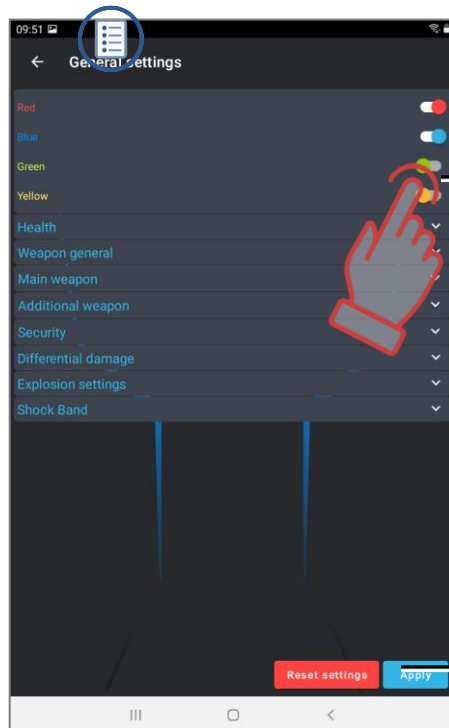 09:51
General settings
Red
Blue
Green
Yellow
Health
Weapon general
Main weapon
Additional weapon
Security
Differential damage
Explosion settings
Shock Band
Reset settings
Apply